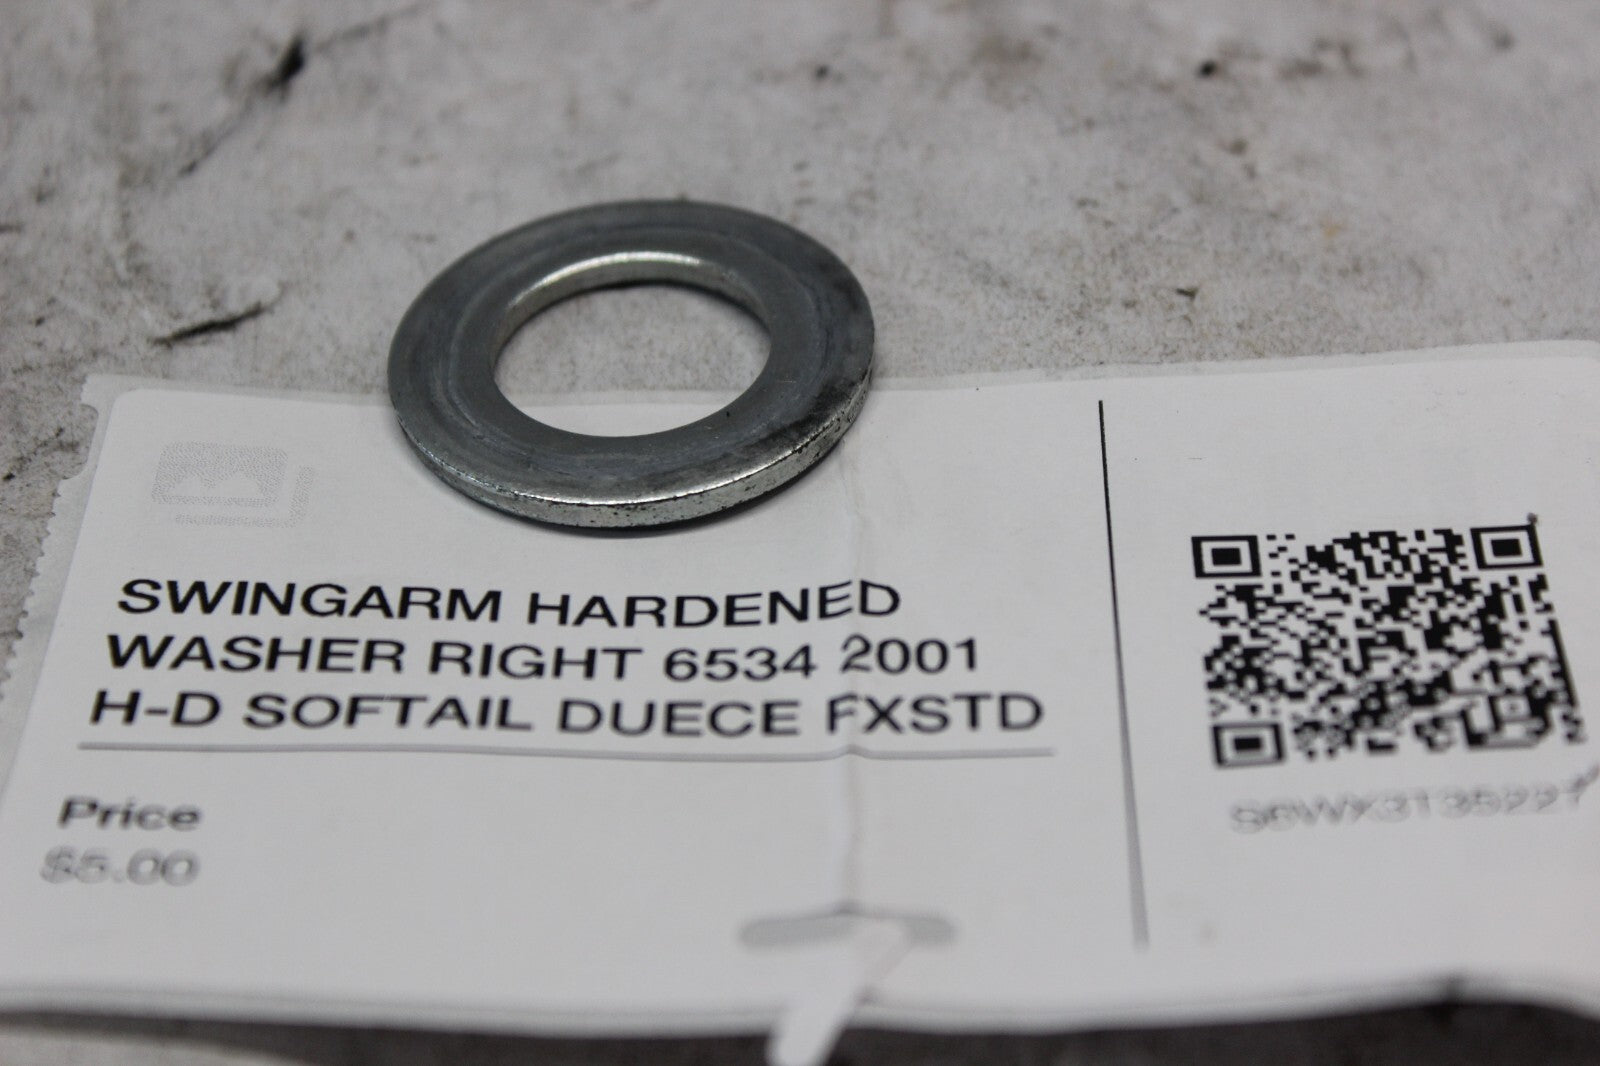 SWINGARM HARDENED
WASHER RIGHT 6534 2001
H-D SOFTAIL DUECE FXSTD
Price
$5.00